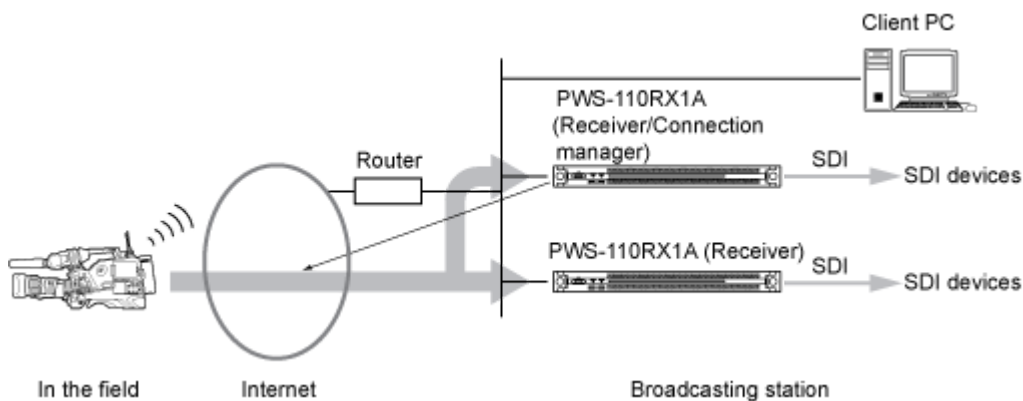 Client PC
PWS-110RX1A
(Receiver/Connection
manager)
SDI
SDI devices
Router
PWS-110RX1A (Receiver)
SDI
SDI devices
In the field
Internet
Broadcasting station